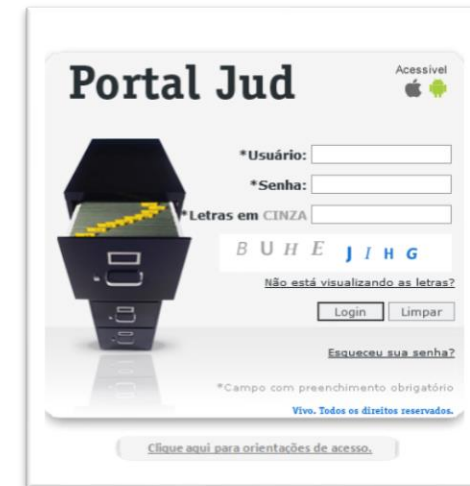 Portal Jud
Acessível
*Usuário:
*Senha:
*Letras em CINZA
B U H E J I H G
Não está visualizando as letras?
Login Limpar
Esqueceu sua senha?
*Campo com preenchimento obrigatório
Vivo. Todos os direitos reservados.
Clique aqui para orientações de acesso.